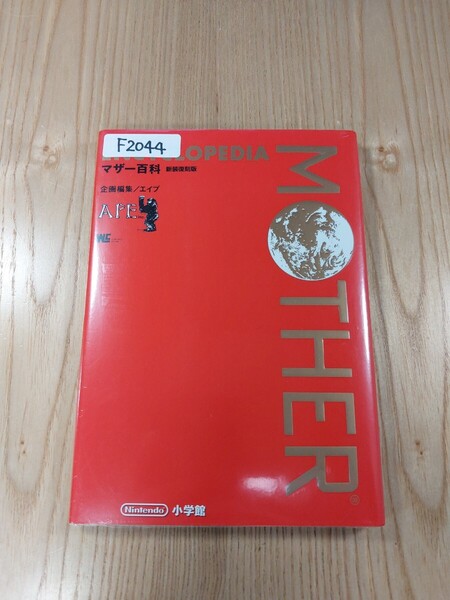 F2044
ENCYCLOPEDIA
マザー百科 新装復刻版
企画編集/エイプ
APE
MOTHER®
Nintendo 小学館